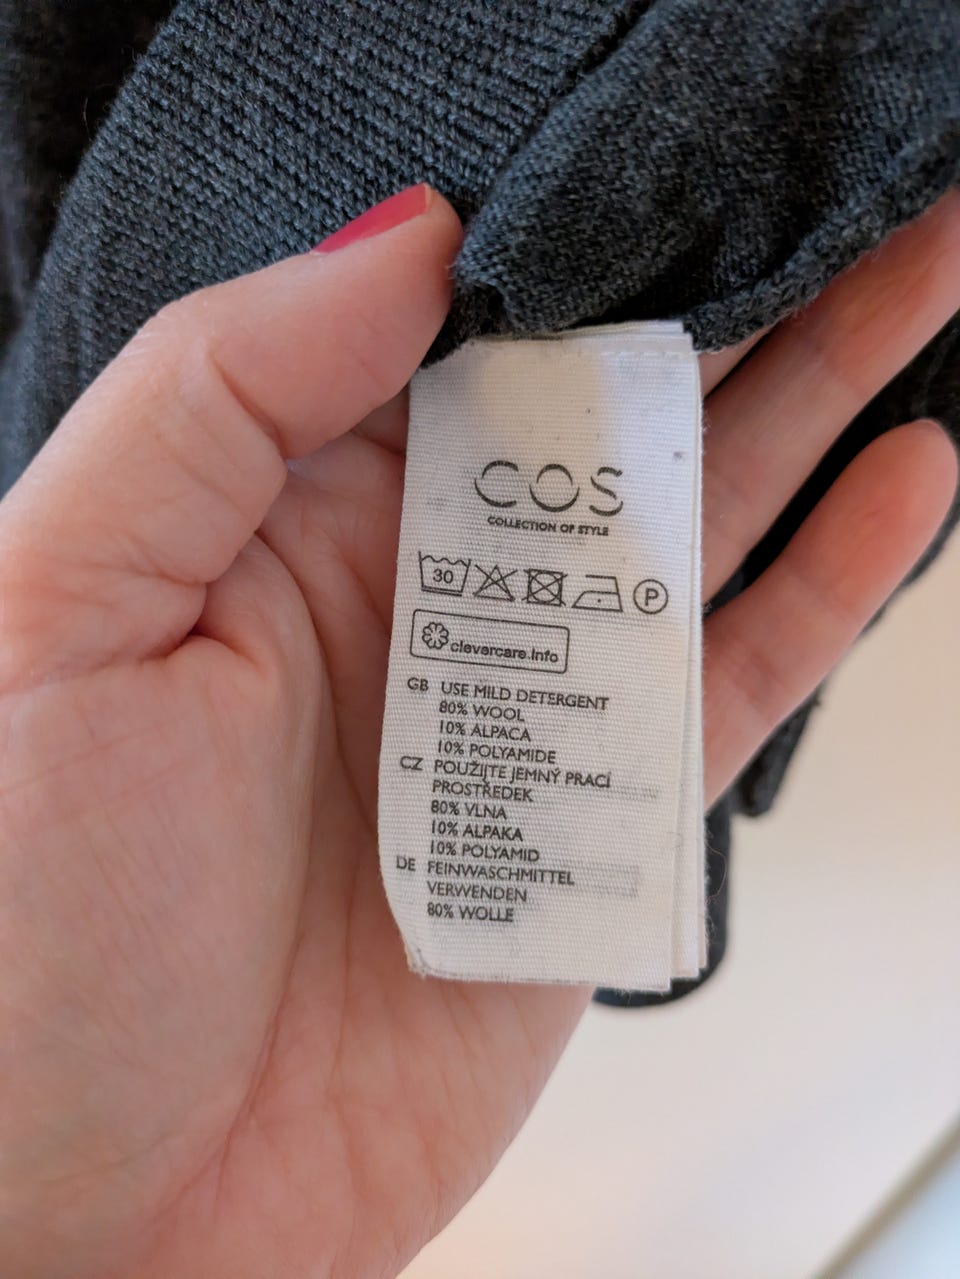 COS
COLLECTION OF STYLE
30 P
clevercare.info
GB USE MILD DETERGENT
80% WOOL
10% ALPACA
10% POLYAMIDE
CZ POUŽIJTE JEMNÝ PRACÍ
PROSTŘEDEK
80% VLNA
10% ALPAKA
10% POLYAMID
DE FEINWASCHMITTEL
VERWENDEN
80% WOLLE